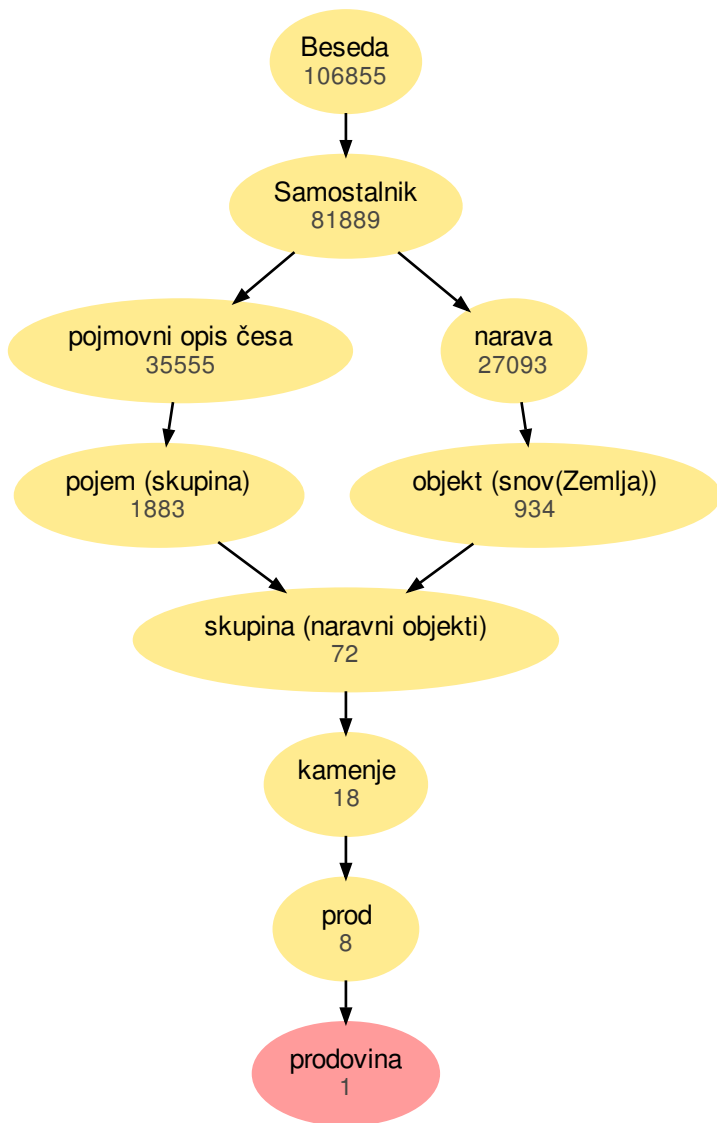 Beseda
106855
Samostalnik
81889
pojmovni opis česa
35555
narava
27093
pojem (skupina)
1883
objekt (snov(Zemlja))
934
skupina (naravni objekti)
72
kamenje
18
prod
8
prodovina
1